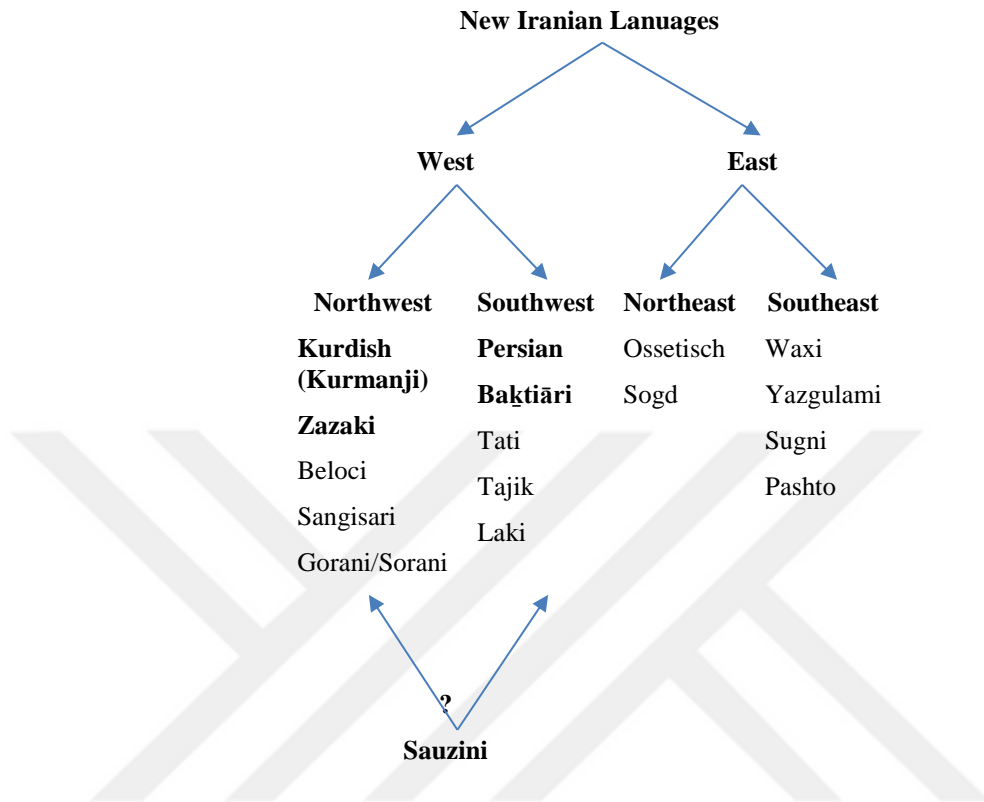 New Iranian Lanuages
West
East
Northwest
Kurdish
(Kurmanji)
Zazaki
Beloci
Sangisari
Gorani/Sorani
Southwest
Persian
Baḵtiāri
Tati
Tajik
Laki
Northeast
Ossetisch
Sogd
Southeast
Waxi
Yazgulami
Sugni
Pashto
?
Sauzini